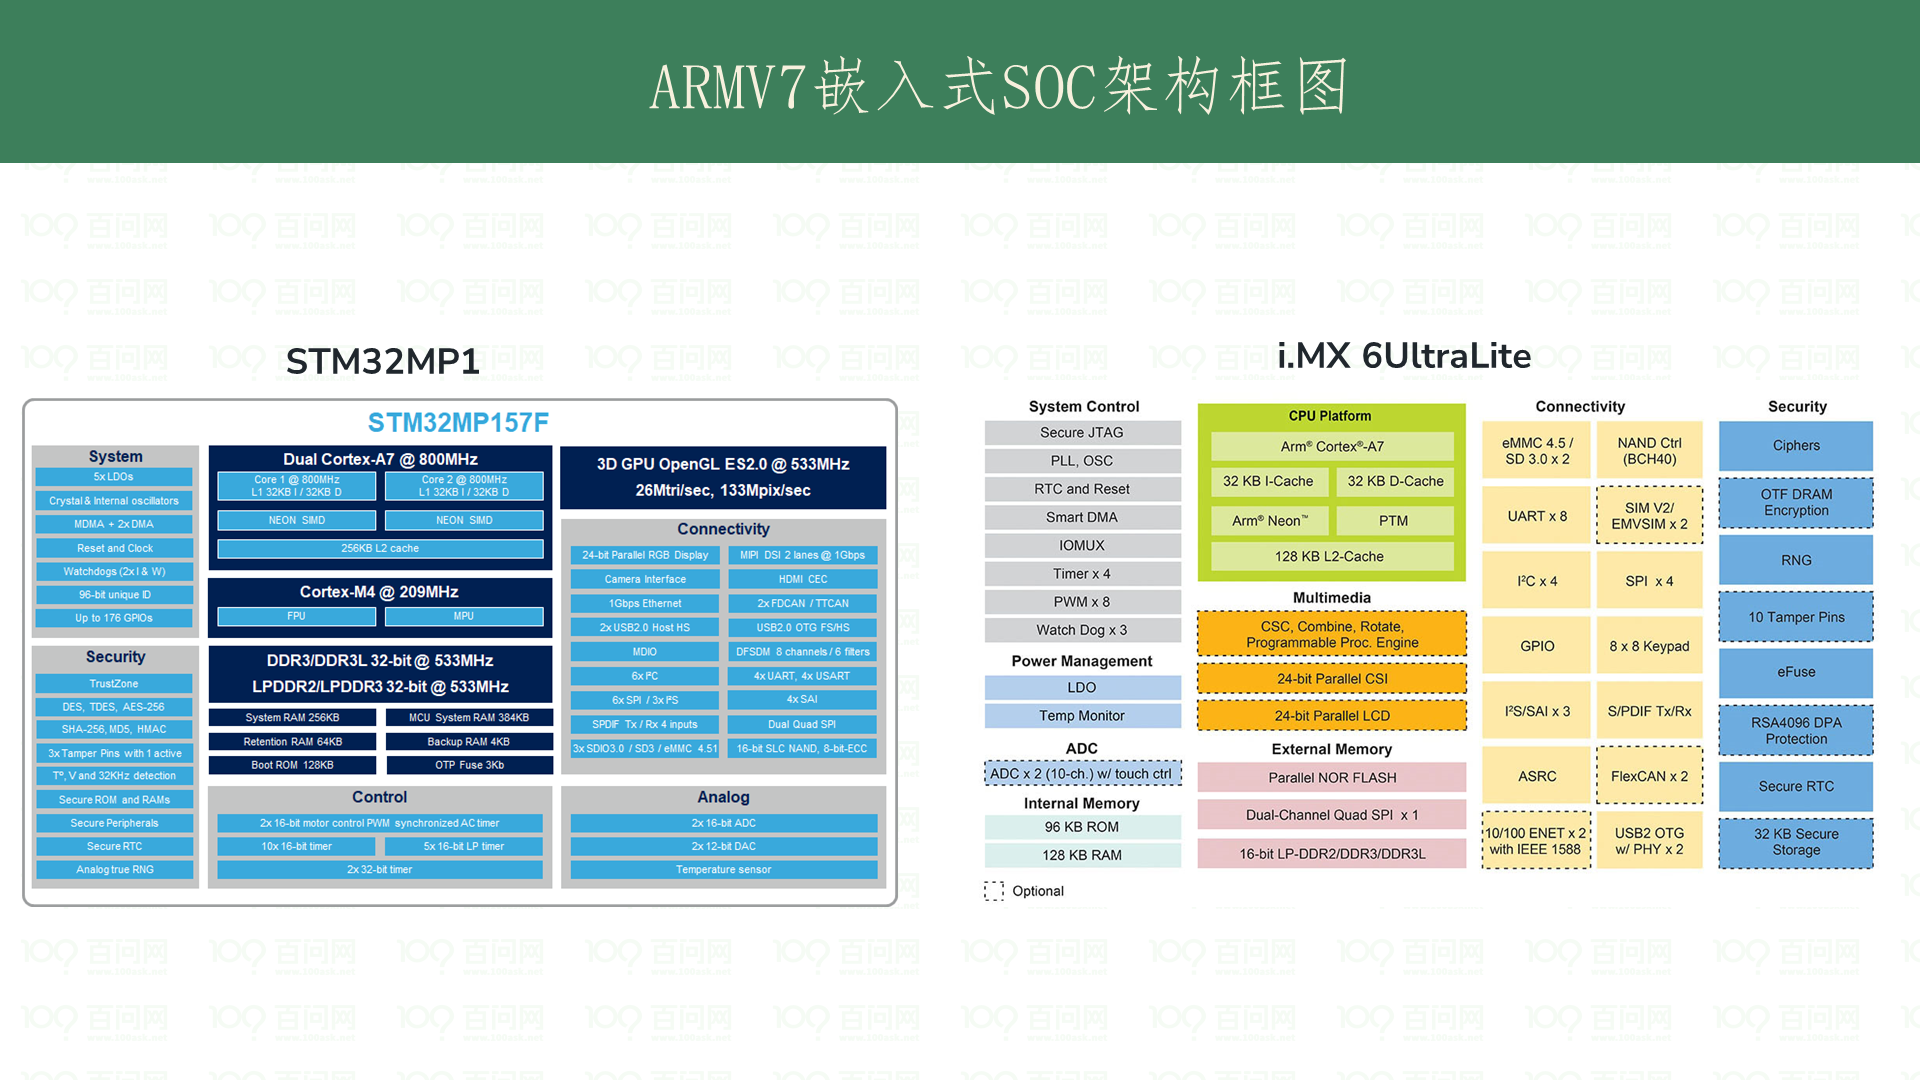 ARMV7嵌入式SOC架构框图
STM32MP1
STM32MP157F
System
5x LDOs
Crystal & Internal oscillators
MDMA + 2x DMA
Reset and Clock
Watchdogs (2x I & W)
96-bit unique ID
Up to 176 GPIOs
Security
TrustZone
DES, TDES, AES-256
SHA-256, MD5, HMAC
3x Tamper Pins with 1 active
Tº, V and 32KHz detection
Secure ROM and RAMs
Secure Peripherals
Secure RTC
Analog true RNG
Dual Cortex-A7 @ 800MHz
Core 1 @ 800MHz
L1 32KB I / 32KB D
Core 2 @ 800MHz
L1 32KB I / 32KB D
NEON SIMD
NEON SIMD
256KB L2 cache
Cortex-M4 @ 209MHz
FPU
MPU
DDR3/DDR3L 32-bit @ 533MHz
LPDDR2/LPDDR3 32-bit @ 533MHz
System RAM 256KB
MCU System RAM 384KB
Retention RAM 64KB
Backup RAM 4KB
Boot ROM 128KB
OTP Fuse 3Kb
Control
2x 16-bit motor control PWM synchronized AC timer
10x 16-bit timer
5x 16-bit LP timer
2x 32-bit timer
3D GPU OpenGL ES2.0 @ 533MHz
26Mtri/sec, 133Mpix/sec
Connectivity
24-bit Parallel RGB Display
MIPI DSI 2 lanes @ 1Gbps
Camera Interface
HDMI CEC
1Gbps Ethernet
2x FDCAN / TTCAN
2x USB2.0 Host HS
USB2.0 OTG FS/HS
MDIO
DFSDM 8 channels / 6 filters
6x I²C
4x UART, 4x USART
6x SPI / 3x I²S
4x SAI
SPDIF Tx / Rx 4 inputs
Dual Quad SPI
3x SDIO3.0 / SD3 / eMMC 4.51
16-bit SLC NAND, 8-bit-ECC
Analog
2x 16-bit ADC
2x 12-bit DAC
Temperature sensor
i.MX 6UltraLite
System Control
Secure JTAG
PLL, OSC
RTC and Reset
Smart DMA
IOMUX
Timer x 4
PWM x 8
Watch Dog x 3
Power Management
LDO
Temp Monitor
ADC
ADC x 2 (10-ch.) w/ touch ctrl
Internal Memory
96 KB ROM
128 KB RAM
Optional
CPU Platform
Arm® Cortex®-A7
32 KB I-Cache
32 KB D-Cache
Arm® Neon™
PTM
128 KB L2-Cache
Multimedia
CSC, Combine, Rotate,
Programmable Proc. Engine
24-bit Parallel CSI
24-bit Parallel LCD
External Memory
Parallel NOR FLASH
Dual-Channel Quad SPI x 1
16-bit LP-DDR2/DDR3/DDR3L
Connectivity
eMMC 4.5 /
SD 3.0 x 2
NAND Ctrl
(BCH40)
UART x 8
SIM V2/
EMVSIM x 2
I²C x 4
SPI x 4
GPIO
8 x 8 Keypad
I²S/SAI x 3
S/PDIF Tx/Rx
ASRC
FlexCAN x 2
10/100 ENET x 2
with IEEE 1588
USB2 OTG
w/ PHY x 2
Security
Ciphers
OTF DRAM
Encryption
RNG
10 Tamper Pins
eFuse
RSA4096 DPA
Protection
Secure RTC
32 KB Secure
Storage